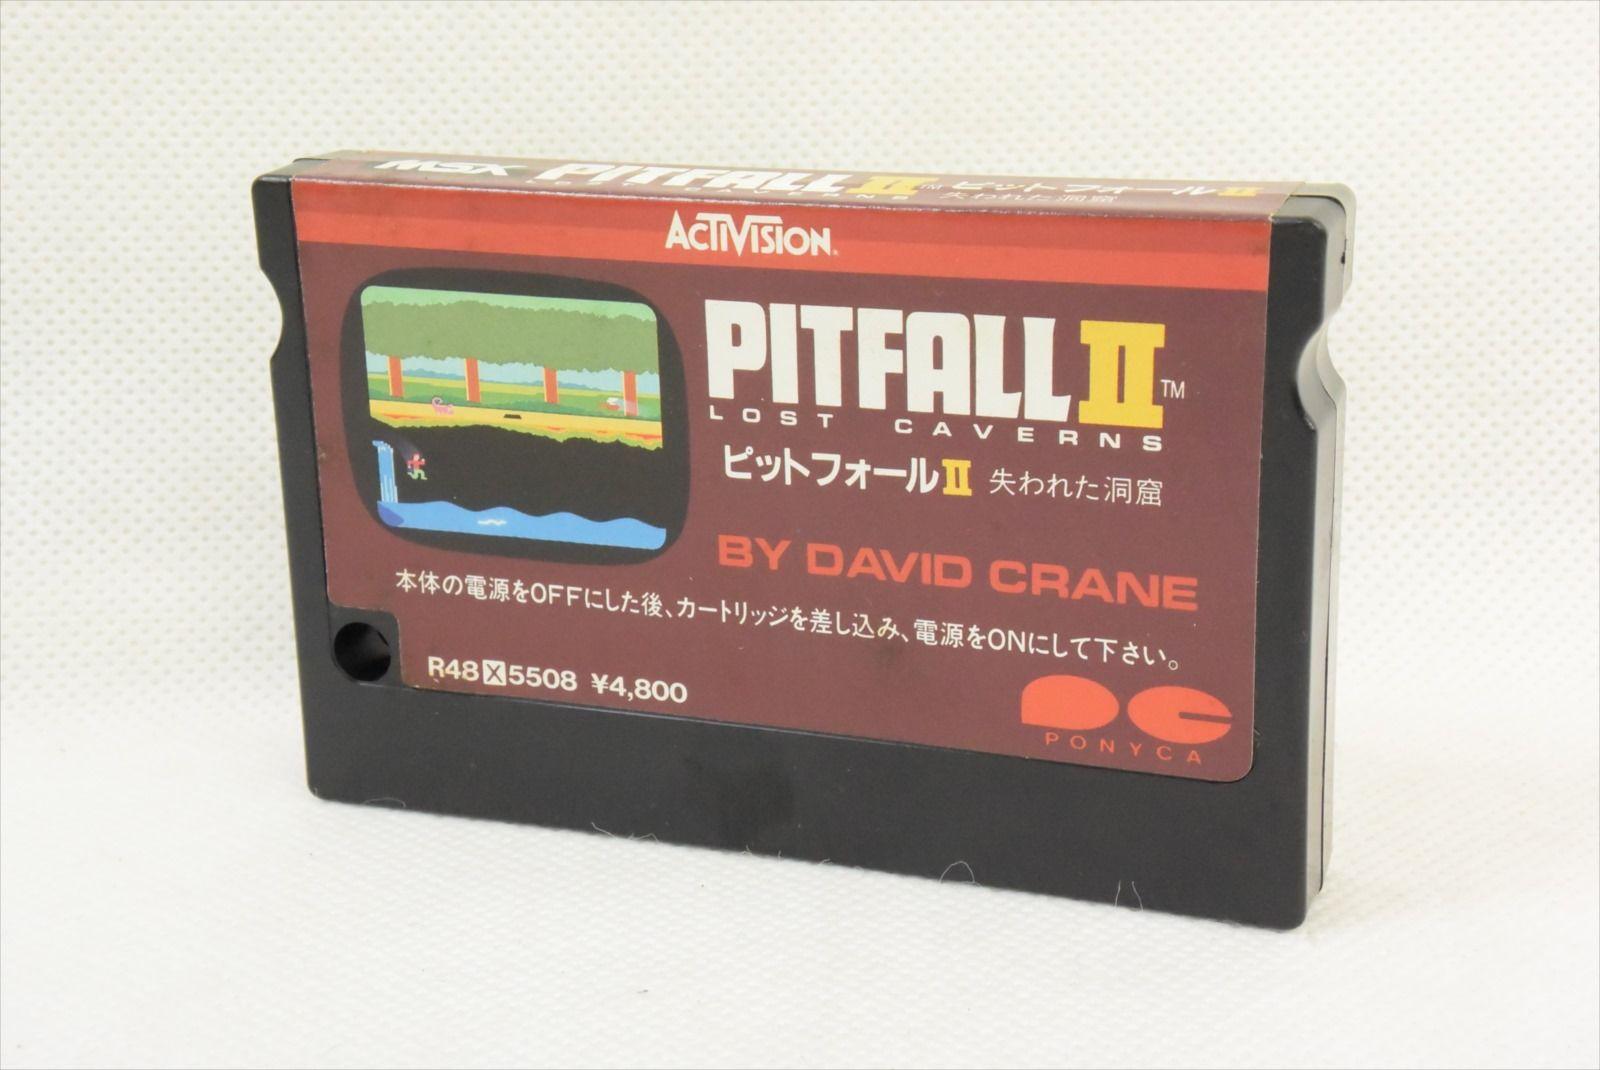 MSX PITFALL II™ ピットフォールII
LOST CAVERNS 失われた洞窟
ACTIVISION®
PITFALL II™
LOST CAVERNS
ピットフォールII 失われた洞窟
BY DAVID CRANE
本体の電源をOFFにした後、カートリッジを差し込み、電源をONにして下さい。
R48X5508 ¥4,800
PC
PONYCA